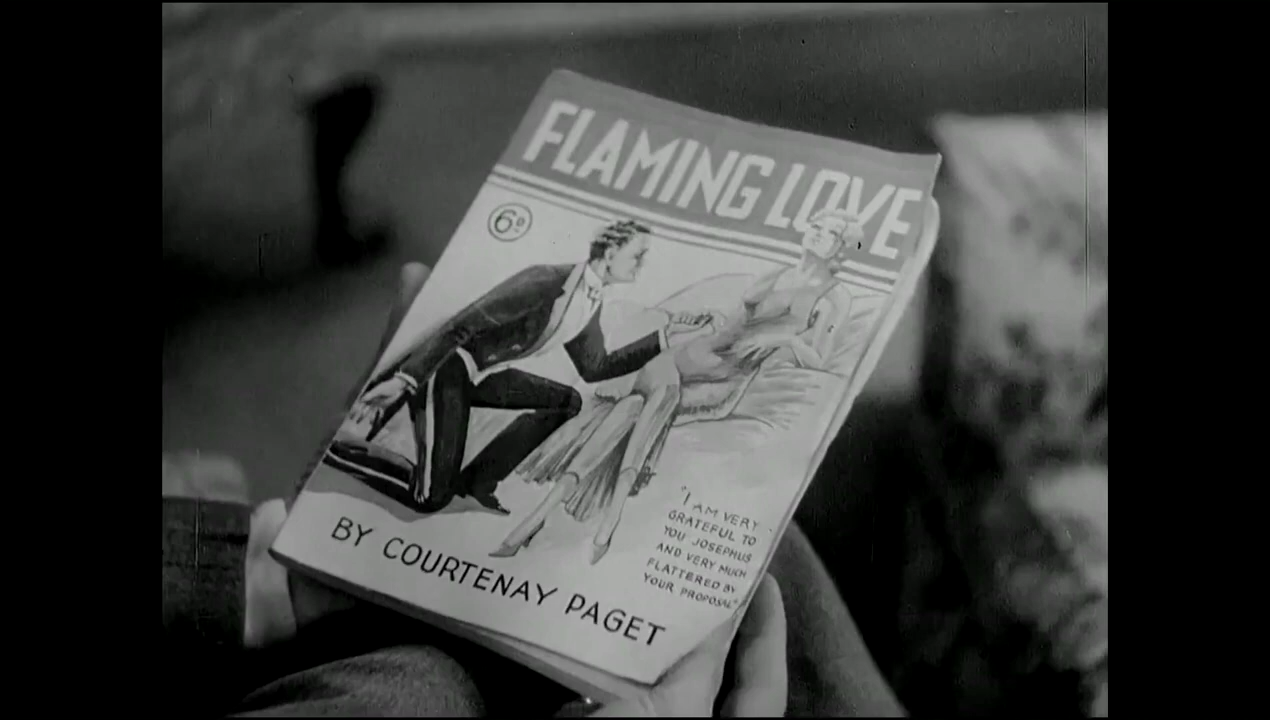 FLAMING LOVE
6D
"I AM VERY
GRATEFUL TO
YOU JOSEPHUS
AND VERY MUCH
FLATTERED BY
YOUR PROPOSAL"
BY COURTENAY PAGET